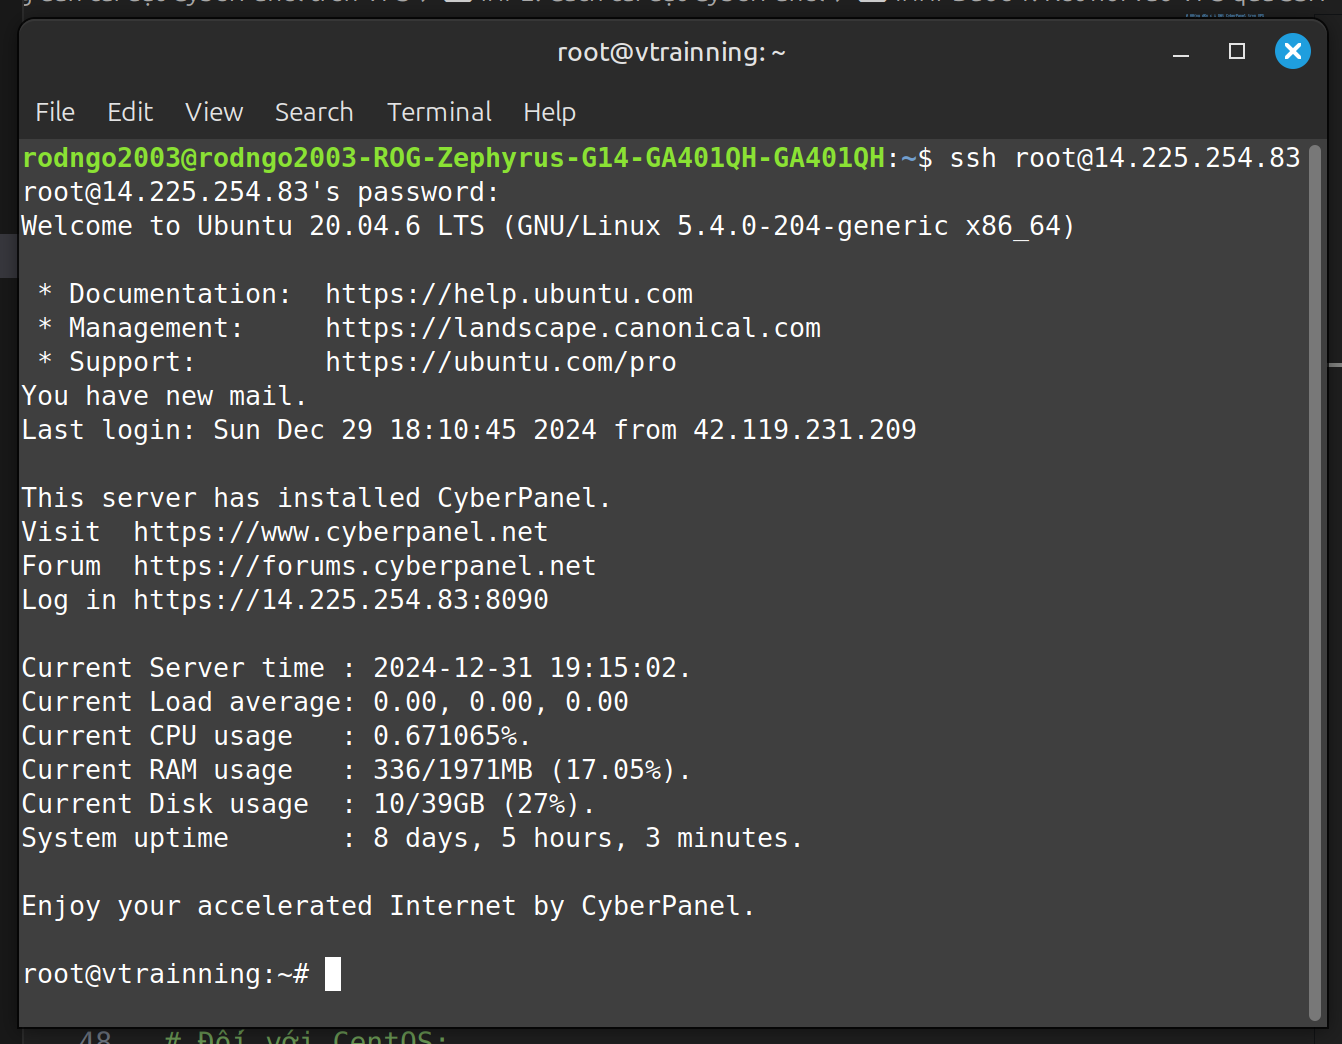 root@vtrainning: ~
File Edit View Search Terminal Help
rodngo2003@rodngo2003-ROG-Zephyrus-G14-GA401QH-GA401QH:~$ ssh root@14.225.254.83
root@14.225.254.83's password:
Welcome to Ubuntu 20.04.6 LTS (GNU/Linux 5.4.0-204-generic x86_64)
* Documentation:  https://help.ubuntu.com
* Management:     https://landscape.canonical.com
* Support:        https://ubuntu.com/pro
You have new mail.
Last login: Sun Dec 29 18:10:45 2024 from 42.119.231.209
This server has installed CyberPanel.
Visit  https://www.cyberpanel.net
Forum  https://forums.cyberpanel.net
Log in https://14.225.254.83:8090
Current Server time : 2024-12-31 19:15:02.
Current Load average: 0.00, 0.00, 0.00
Current CPU usage   : 0.671065%.
Current RAM usage   : 336/1971MB (17.05%).
Current Disk usage  : 10/39GB (27%).
System uptime       : 8 days, 5 hours, 3 minutes.
Enjoy your accelerated Internet by CyberPanel.
root@vtrainning:~#
48 # Đối với CentOS: